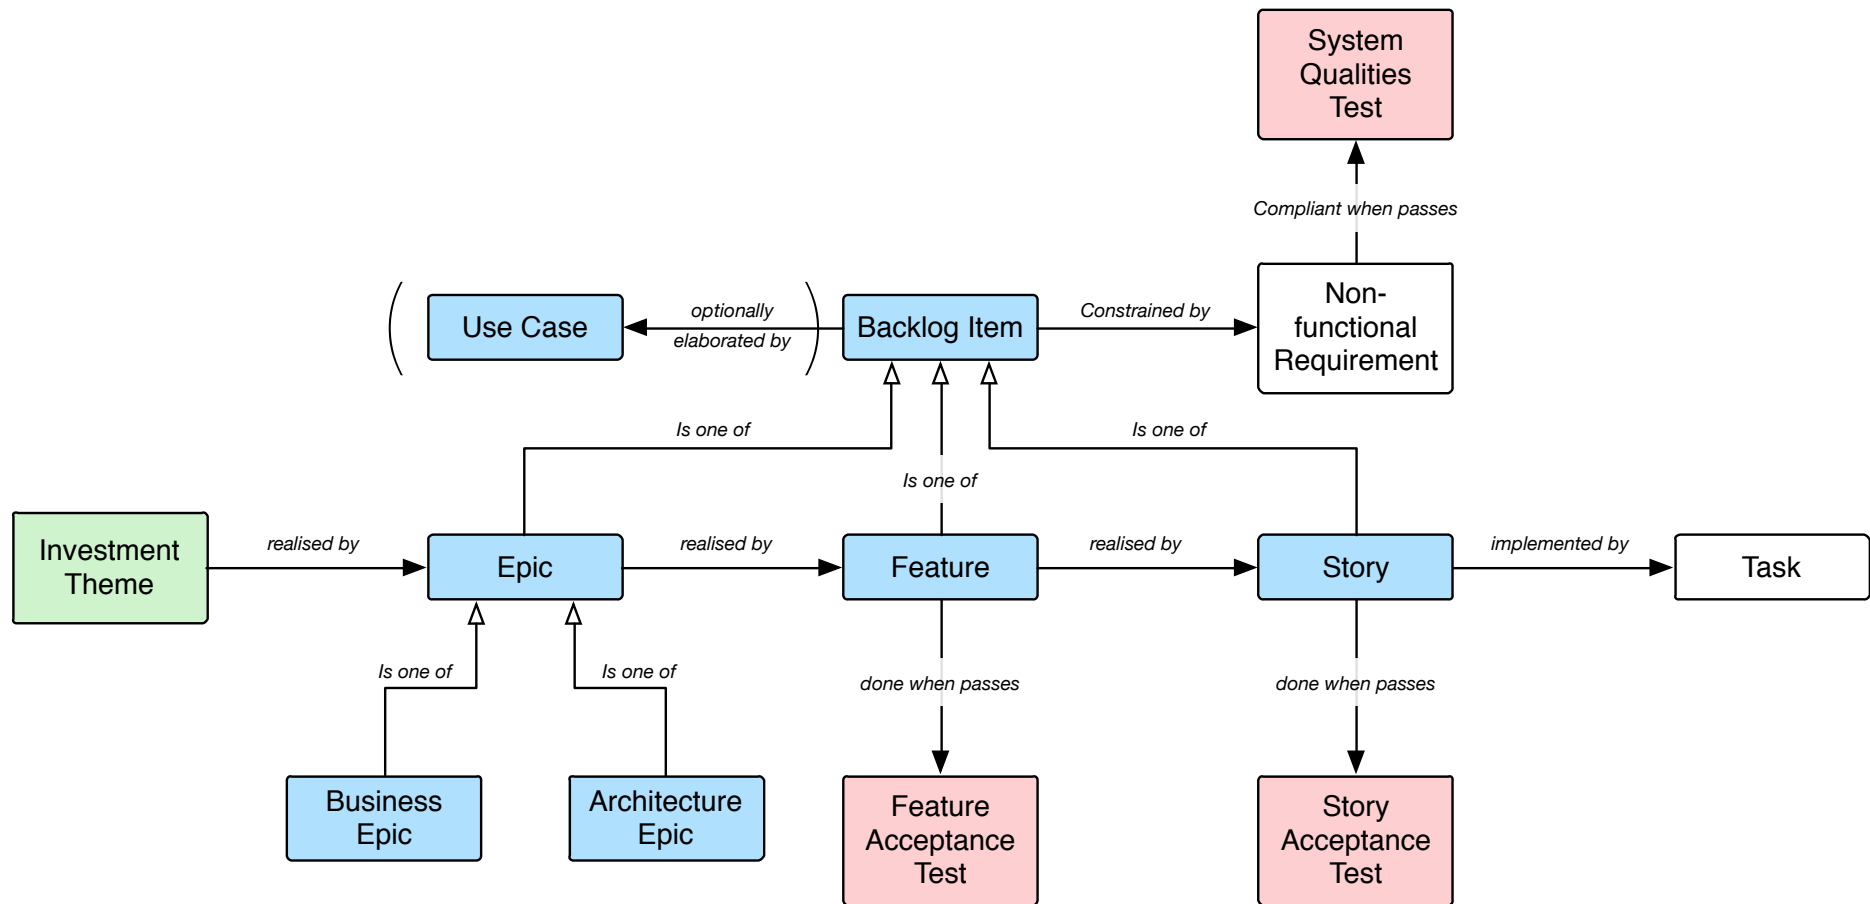 System
Qualities
Test
Compliant when passes
Use Case
optionally
elaborated by
Backlog Item
Constrained by
Non-
functional
Requirement
Is one of
Is one of
Is one of
Investment
Theme
realised by
Epic
realised by
Feature
realised by
Story
implemented by
Task
Is one of
Is one of
done when passes
done when passes
Business
Epic
Architecture
Epic
Feature
Acceptance
Test
Story
Acceptance
Test